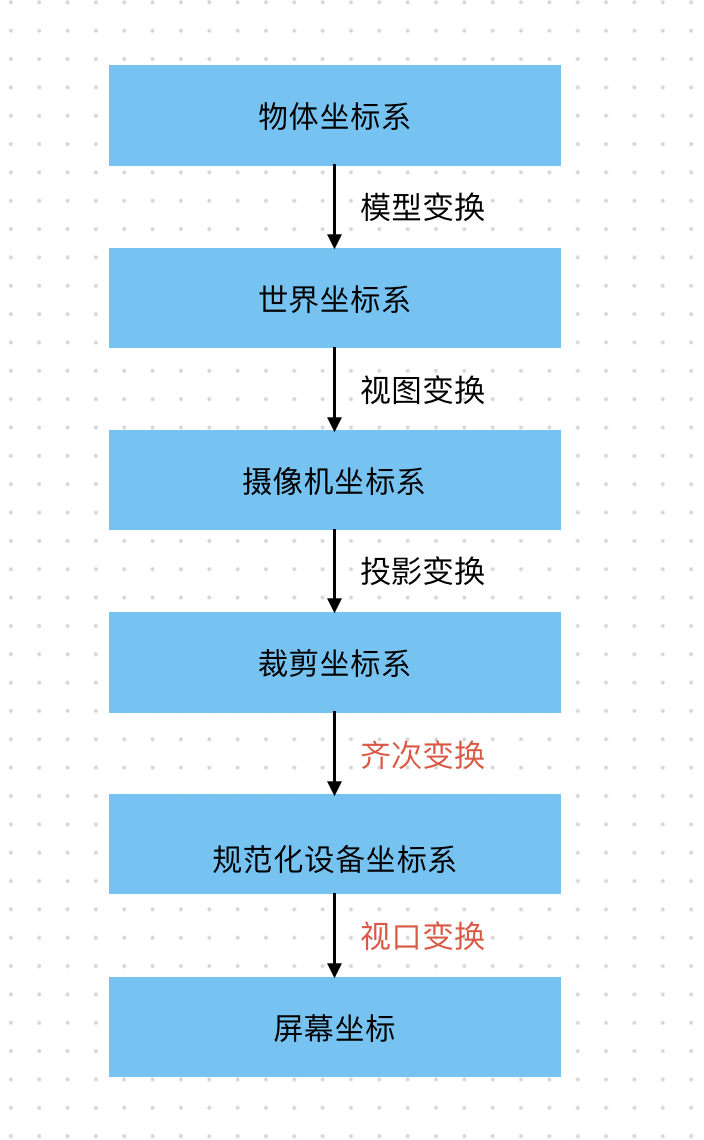 物体坐标系
模型变换
世界坐标系
视图变换
摄像机坐标系
投影变换
裁剪坐标系
齐次变换
规范化设备坐标系
视口变换
屏幕坐标